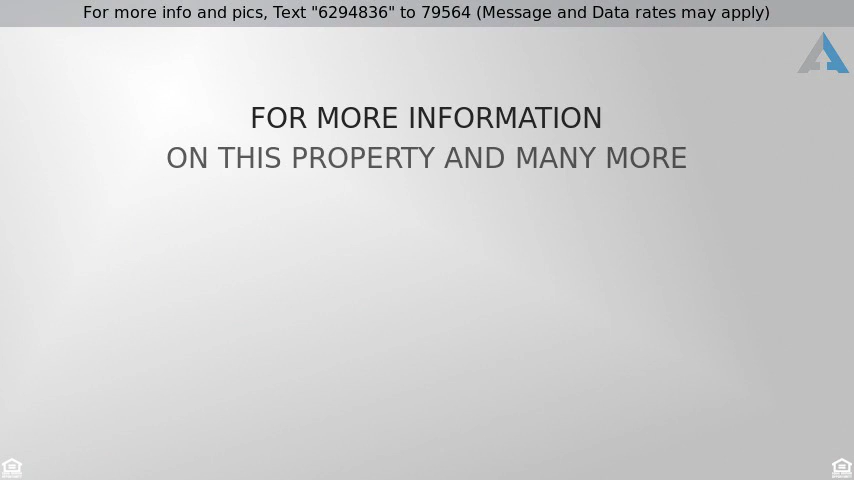 For more info and pics, Text "6294836" to 79564 (Message and Data rates may apply)
FOR MORE INFORMATION
ON THIS PROPERTY AND MANY MORE